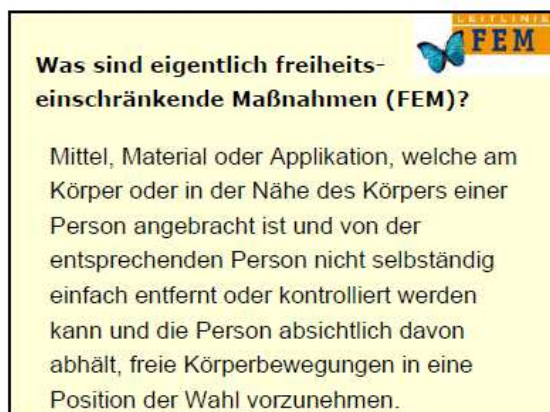 LEITLINIE
FEM
Was sind eigentlich freiheits-
einschränkende Maßnahmen (FEM)?
Mittel, Material oder Applikation, welche am
Körper oder in der Nähe des Körpers einer
Person angebracht ist und von der
entsprechenden Person nicht selbständig
einfach entfernt oder kontrolliert werden
kann und die Person absichtlich davon
abhält, freie Körperbewegungen in eine
Position der Wahl vorzunehmen.